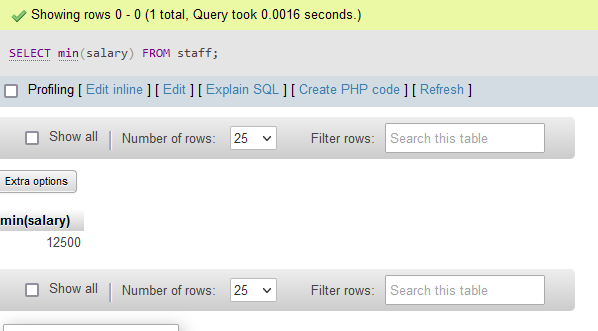 Showing rows 0 - 0 (1 total, Query took 0.0016 seconds.)
SELECT min(salary) FROM staff;
Profiling [ Edit inline ] [ Edit ] [ Explain SQL ] [ Create PHP code ] [ Refresh ]
Show all Number of rows: 25 Filter rows: Search this table
Extra options
min(salary)
12500
Show all Number of rows: 25 Filter rows: Search this table